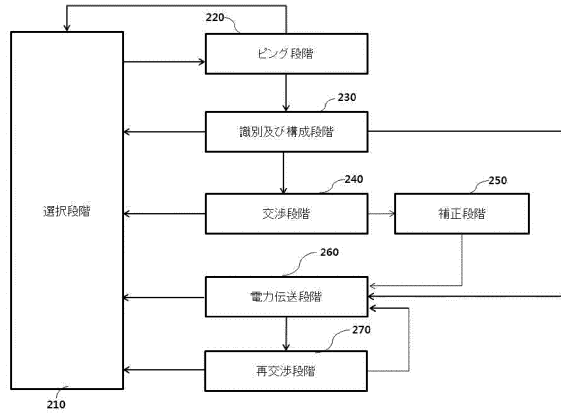 220
ピング段階
230
識別及び構成段階
240
250
選択段階
交渉段階
補正段階
260
電力伝送段階
270
再交渉段階
210